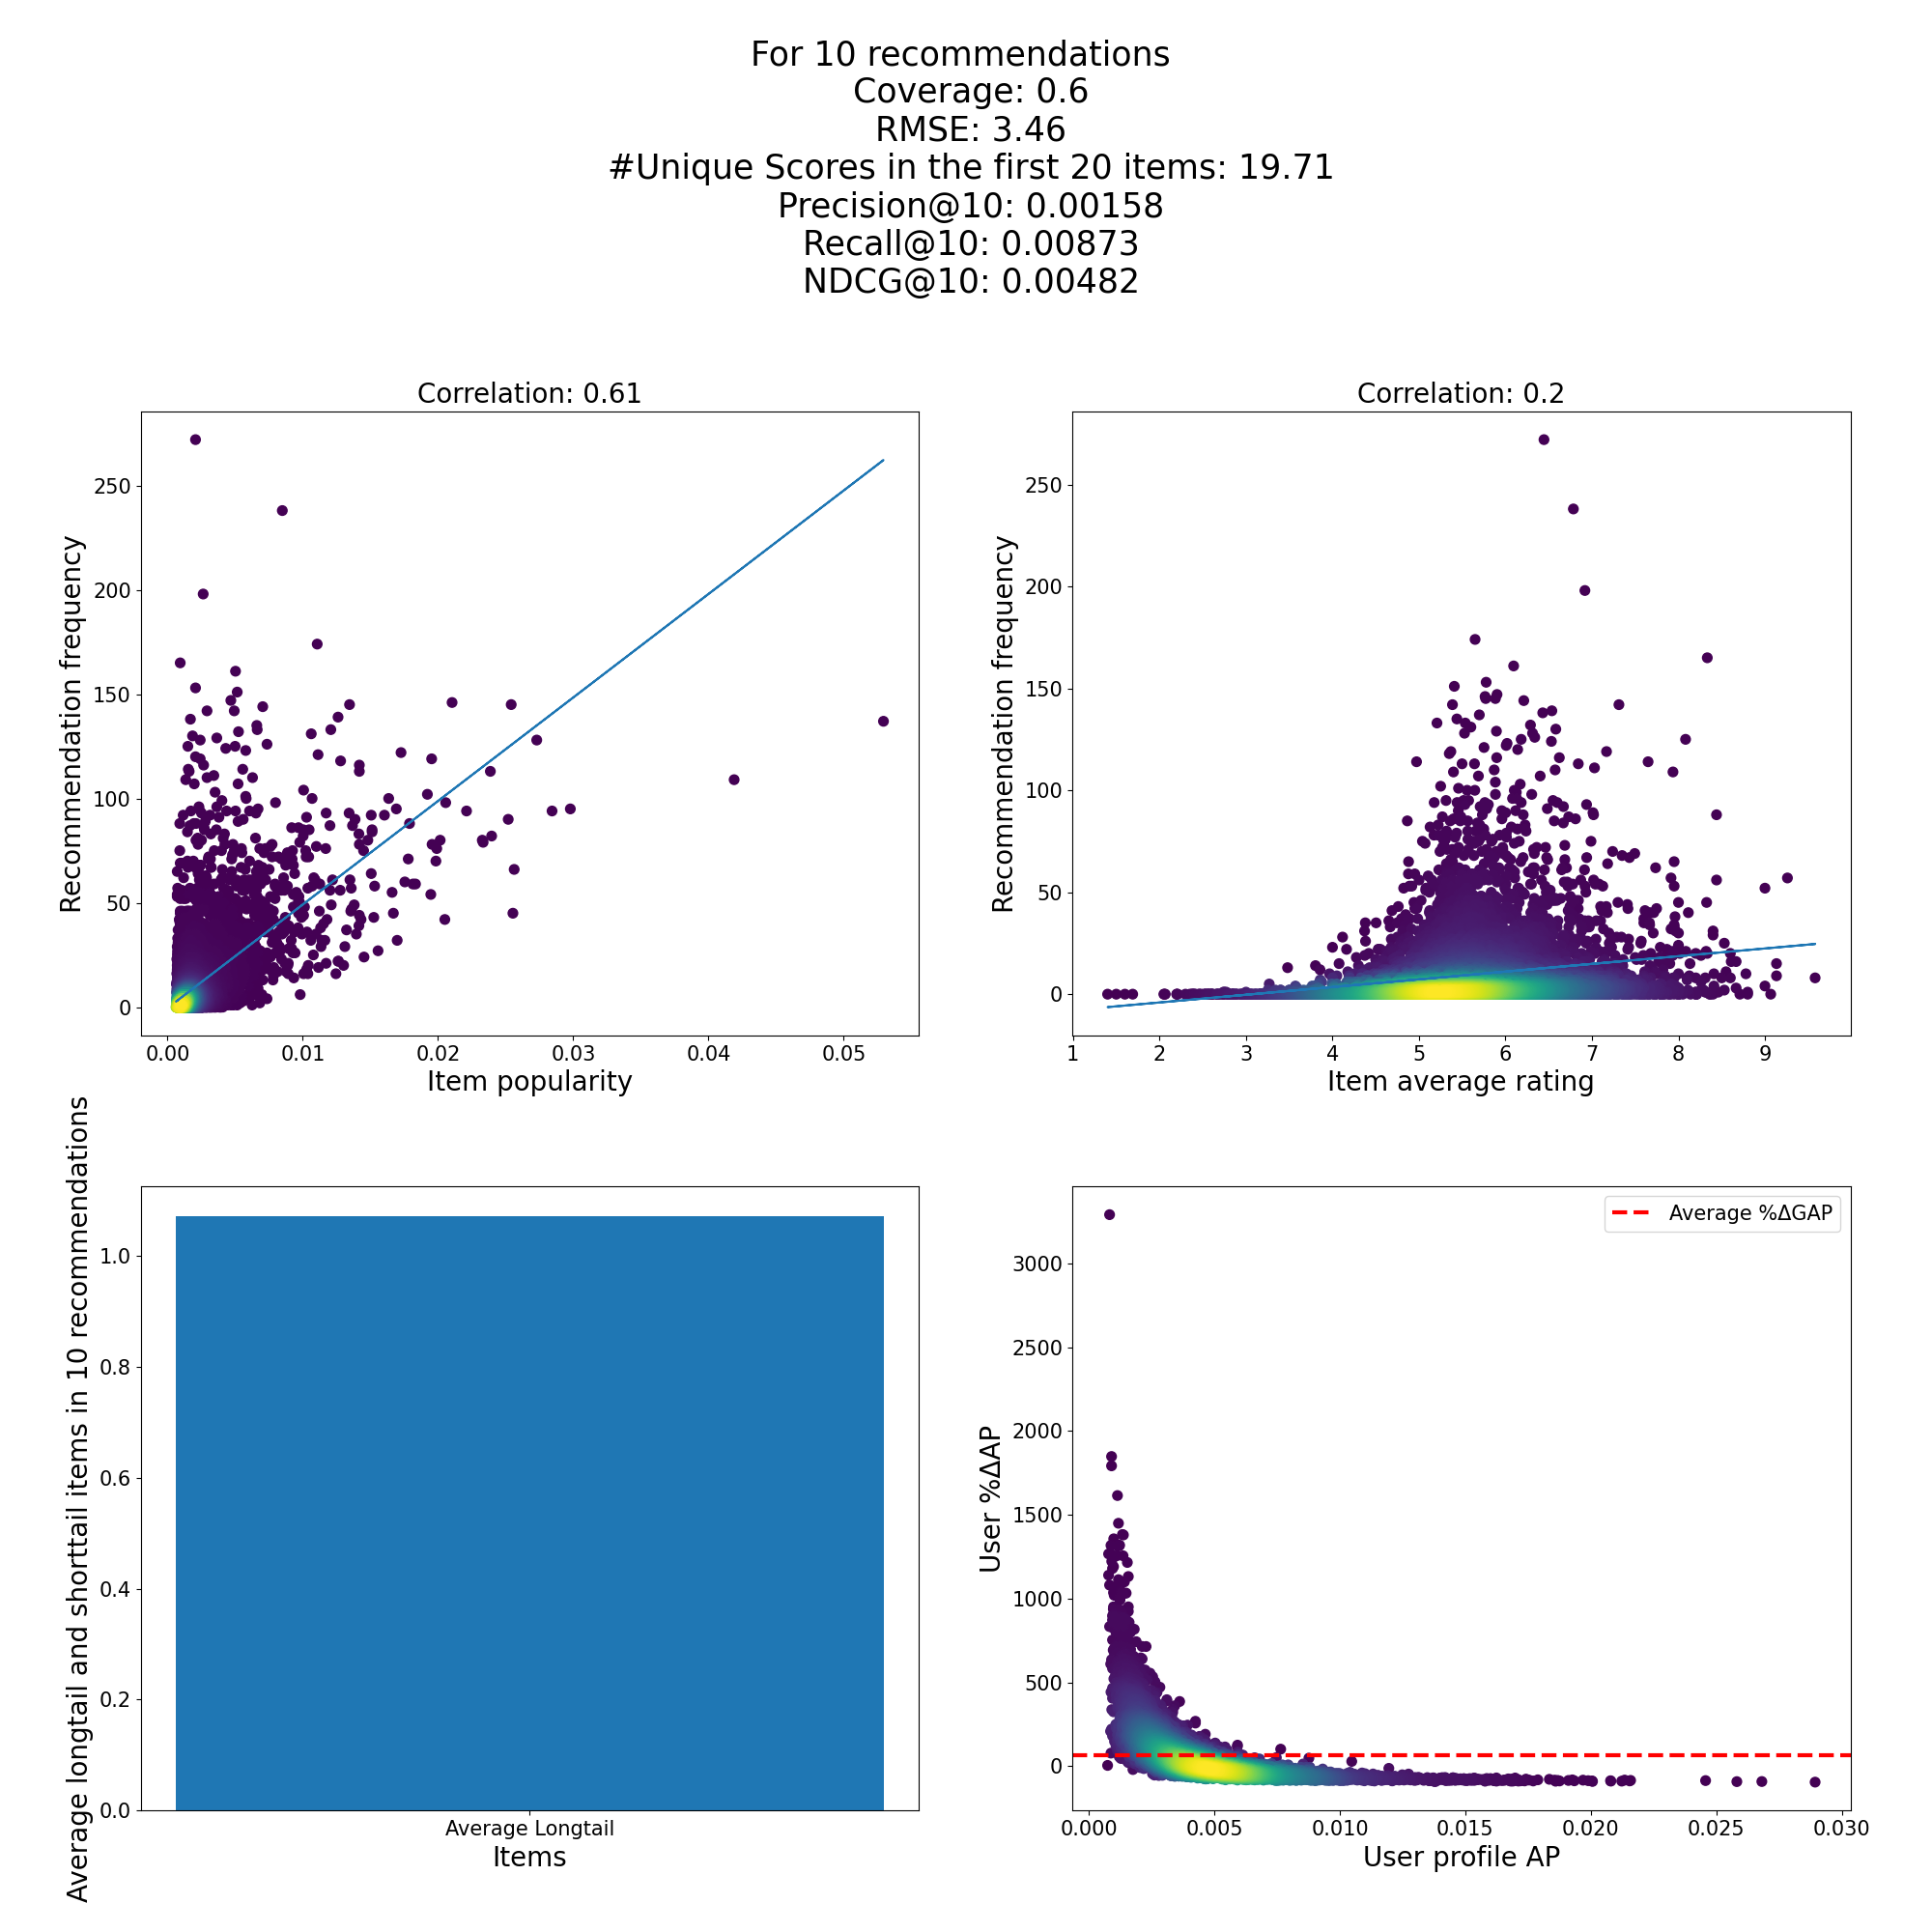 For 10 recommendations
Coverage: 0.6
RMSE: 3.46
#Unique Scores in the first 20 items: 19.71
Precision@10: 0.00158
Recall@10: 0.00873
NDCG@10: 0.00482
Correlation: 0.61
Recommendation frequency
250
200
150
100
50
0
0.00 0.01 0.02 0.03 0.04 0.05
Item popularity
Correlation: 0.2
Recommendation frequency
250
200
150
100
50
0
1 2 3 4 5 6 7 8 9
Item average rating
Average longtail and shorttail items in 10 recommendations
1.0
0.8
0.6
0.4
0.2
0.0
Average Longtail
Items
Average %ΔGAP
User %ΔAP
3000
2500
2000
1500
1000
500
0
0.000 0.005 0.010 0.015 0.020 0.025 0.030
User profile AP